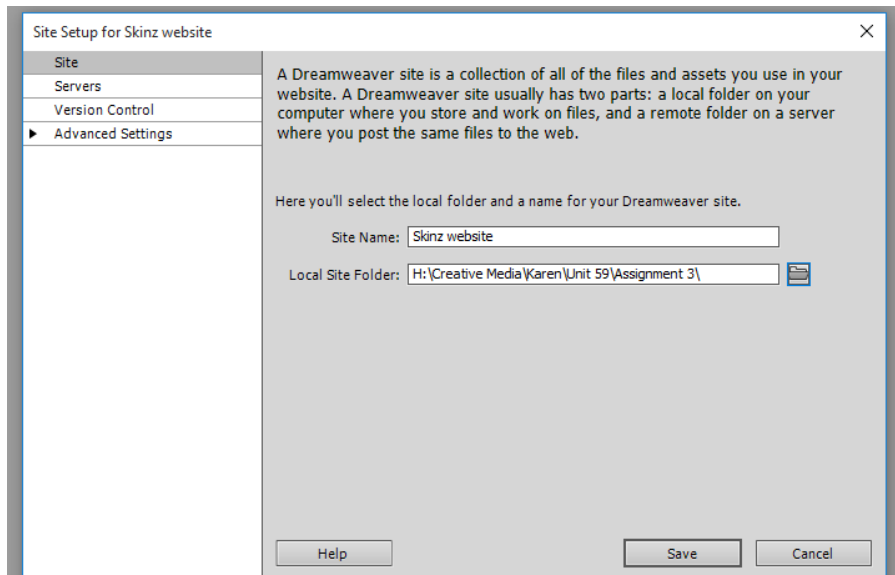 Site Setup for Skinz website
Site
Servers
Version Control
Advanced Settings
A Dreamweaver site is a collection of all of the files and assets you use in your
website. A Dreamweaver site usually has two parts: a local folder on your
computer where you store and work on files, and a remote folder on a server
where you post the same files to the web.
Here you'll select the local folder and a name for your Dreamweaver site.
Site Name: Skinz website
Local Site Folder: H:\Creative Media\Karen\Unit 59\Assignment 3\
Help Save Cancel